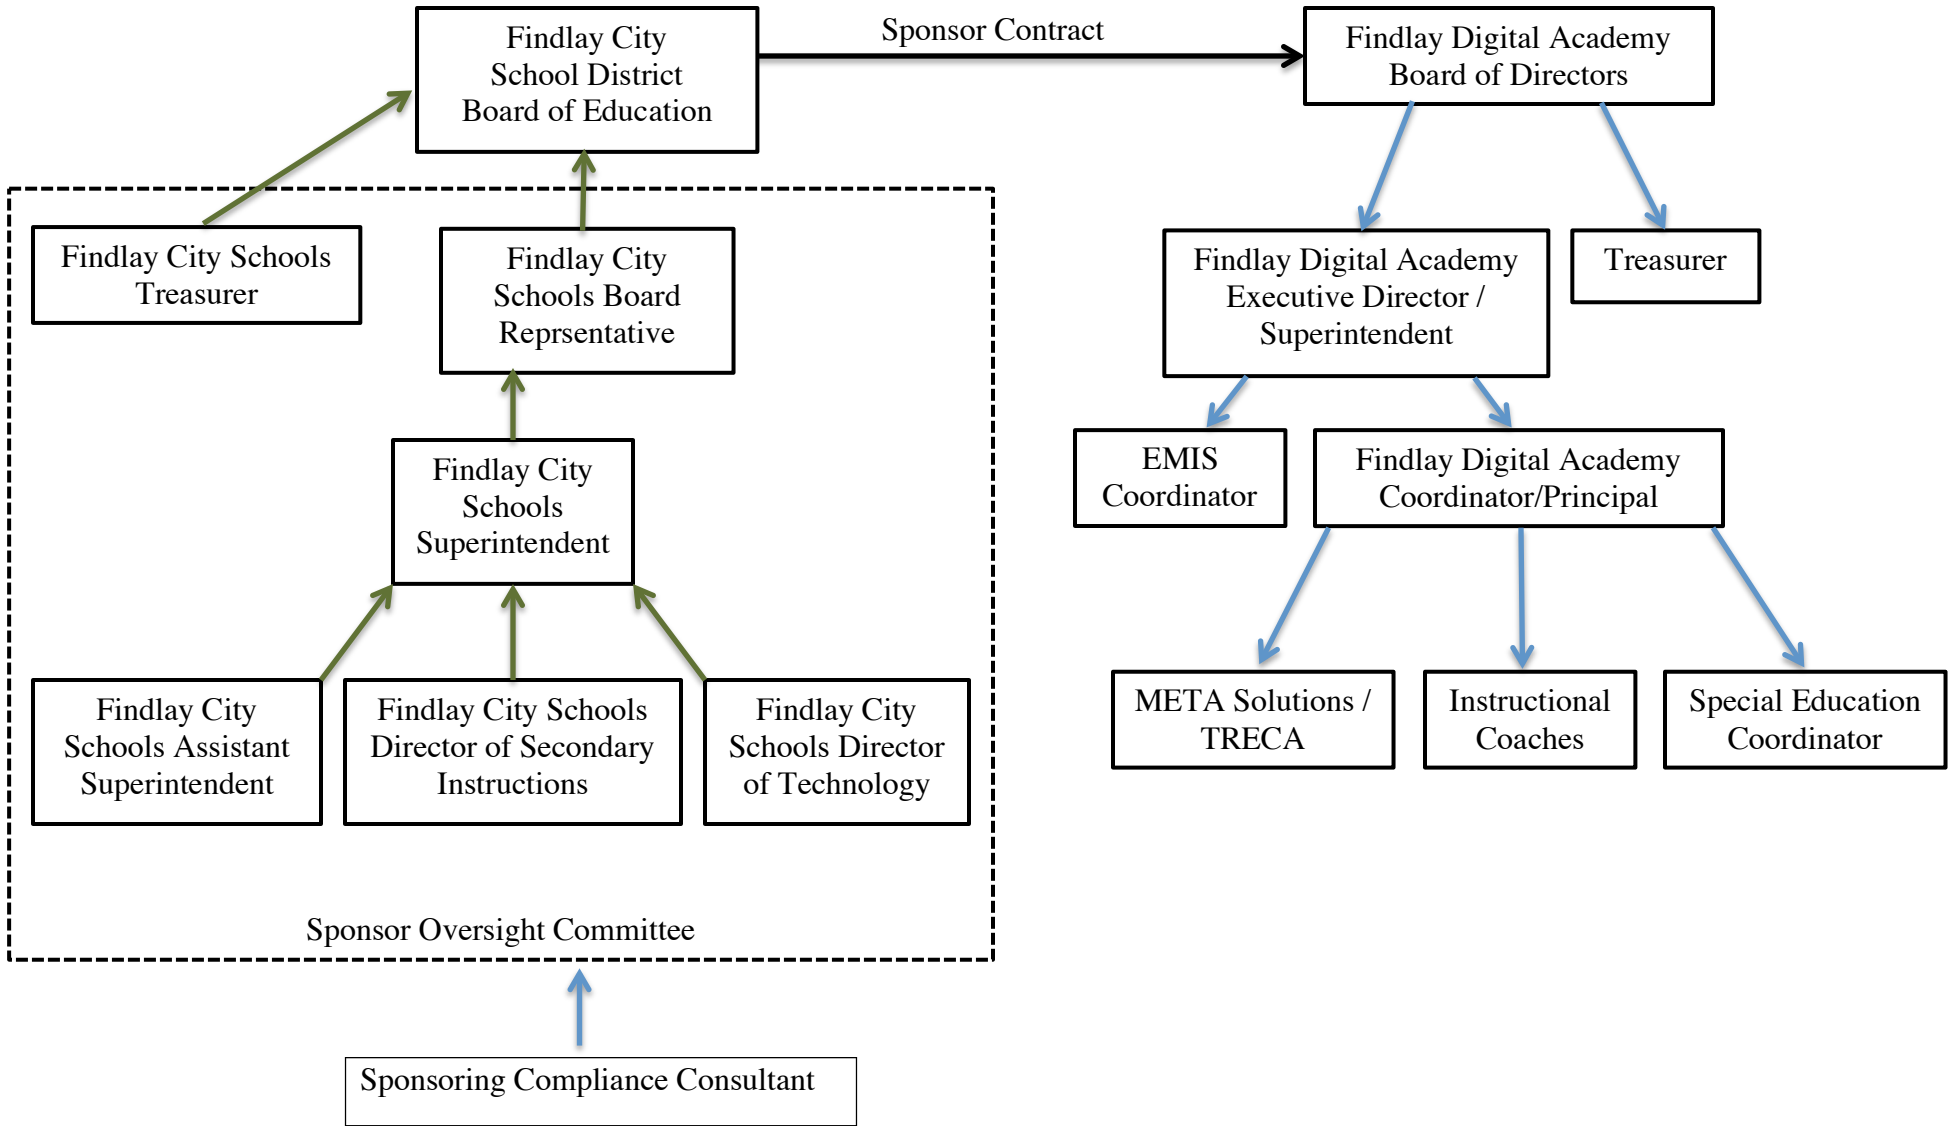 Findlay City
School District
Board of Education
Sponsor Contract
Findlay Digital Academy
Board of Directors
Findlay City Schools
Treasurer
Findlay City
Schools Board
Reprsentative
Findlay City
Schools
Superintendent
Findlay City
Schools Assistant
Superintendent
Findlay City Schools
Director of Secondary
Instructions
Findlay City
Schools Director
of Technology
Sponsor Oversight Committee
Sponsoring Compliance Consultant
Findlay Digital Academy
Executive Director /
Superintendent
Treasurer
EMIS
Coordinator
Findlay Digital Academy
Coordinator/Principal
META Solutions /
TRECA
Instructional
Coaches
Special Education
Coordinator